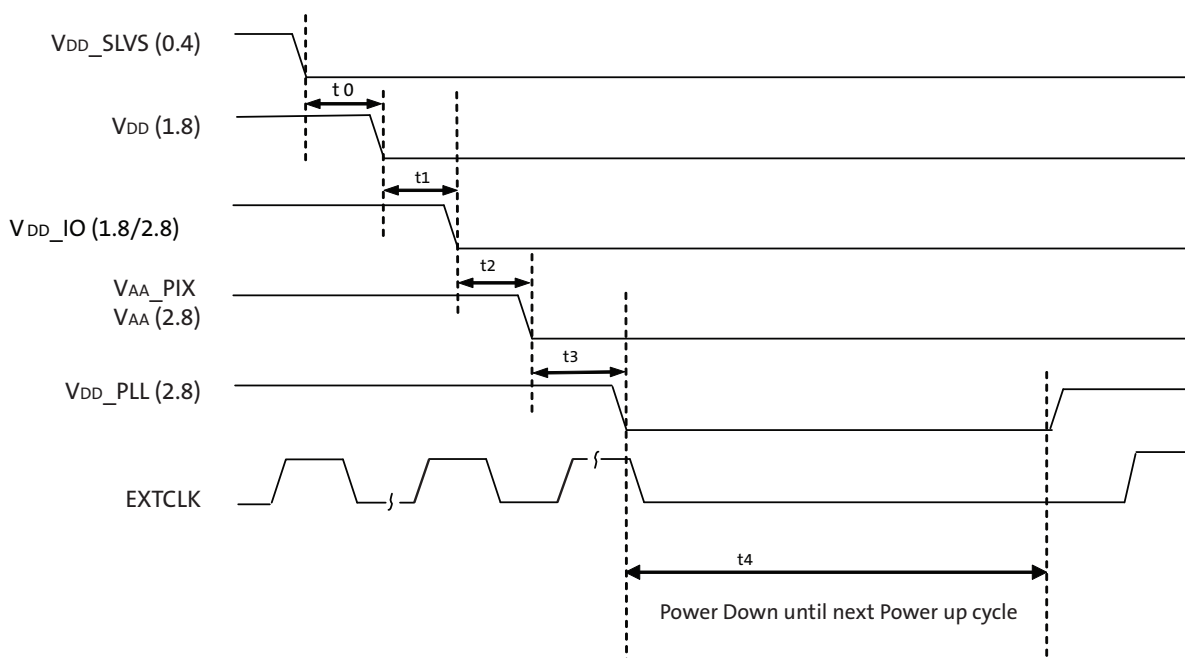 VDD_SLVS (0.4)
t 0
VDD (1.8)
t1
VDD_IO (1.8/2.8)
t2
VAA_PIX
VAA (2.8)
t3
VDD_PLL (2.8)
EXTCLK
t4
Power Down until next Power up cycle